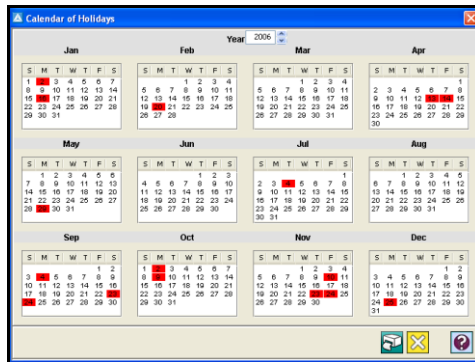 Calendar of Holidays
Year 2006
Jan
S M T W T F S
1 2 3 4 5 6 7
8 9 10 11 12 13 14
15 16 17 18 19 20 21
22 23 24 25 26 27 28
29 30 31
Feb
S M T W T F S
1 2 3 4
5 6 7 8 9 10 11
12 13 14 15 16 17 18
19 20 21 22 23 24 25
26 27 28
Mar
S M T W T F S
1 2 3 4
5 6 7 8 9 10 11
12 13 14 15 16 17 18
19 20 21 22 23 24 25
26 27 28 29 30 31
Apr
S M T W T F S
1
2 3 4 5 6 7 8
9 10 11 12 13 14 15
16 17 18 19 20 21 22
23 24 25 26 27 28 29
30
May
S M T W T F S
1 2 3 4 5 6
7 8 9 10 11 12 13
14 15 16 17 18 19 20
21 22 23 24 25 26 27
28 29 30 31
Jun
S M T W T F S
1 2 3
4 5 6 7 8 9 10
11 12 13 14 15 16 17
18 19 20 21 22 23 24
25 26 27 28 29 30
Jul
S M T W T F S
1
2 3 4 5 6 7 8
9 10 11 12 13 14 15
16 17 18 19 20 21 22
23 24 25 26 27 28 29
30 31
Aug
S M T W T F S
1 2 3 4 5
6 7 8 9 10 11 12
13 14 15 16 17 18 19
20 21 22 23 24 25 26
27 28 29 30 31
Sep
S M T W T F S
1 2
3 4 5 6 7 8 9
10 11 12 13 14 15 16
17 18 19 20 21 22 23
24 25 26 27 28 29 30
Oct
S M T W T F S
1 2 3 4 5 6 7
8 9 10 11 12 13 14
15 16 17 18 19 20 21
22 23 24 25 26 27 28
29 30 31
Nov
S M T W T F S
1 2 3 4
5 6 7 8 9 10 11
12 13 14 15 16 17 18
19 20 21 22 23 24 25
26 27 28 29 30
Dec
S M T W T F S
1 2
3 4 5 6 7 8 9
10 11 12 13 14 15 16
17 18 19 20 21 22 23
24 25 26 27 28 29 30
31
?